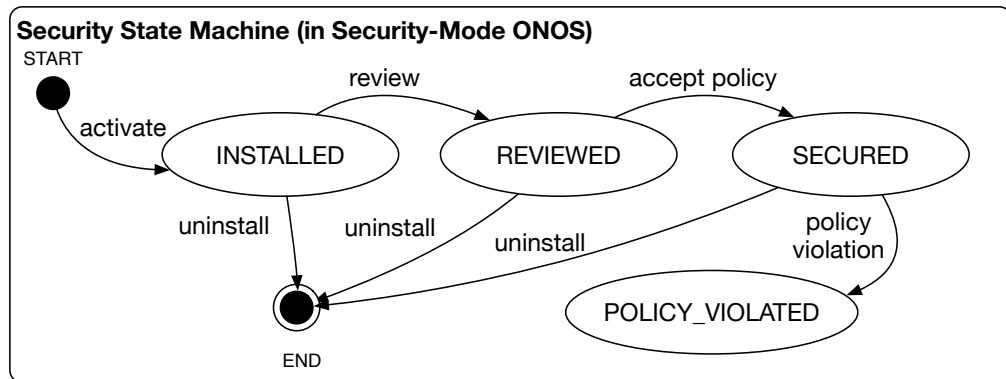 Security State Machine (in Security-Mode ONOS)
START
review
accept policy
activate
INSTALLED
REVIEWED
SECURED
uninstall
uninstall
uninstall
policy
violation
POLICY_VIOLATED
END